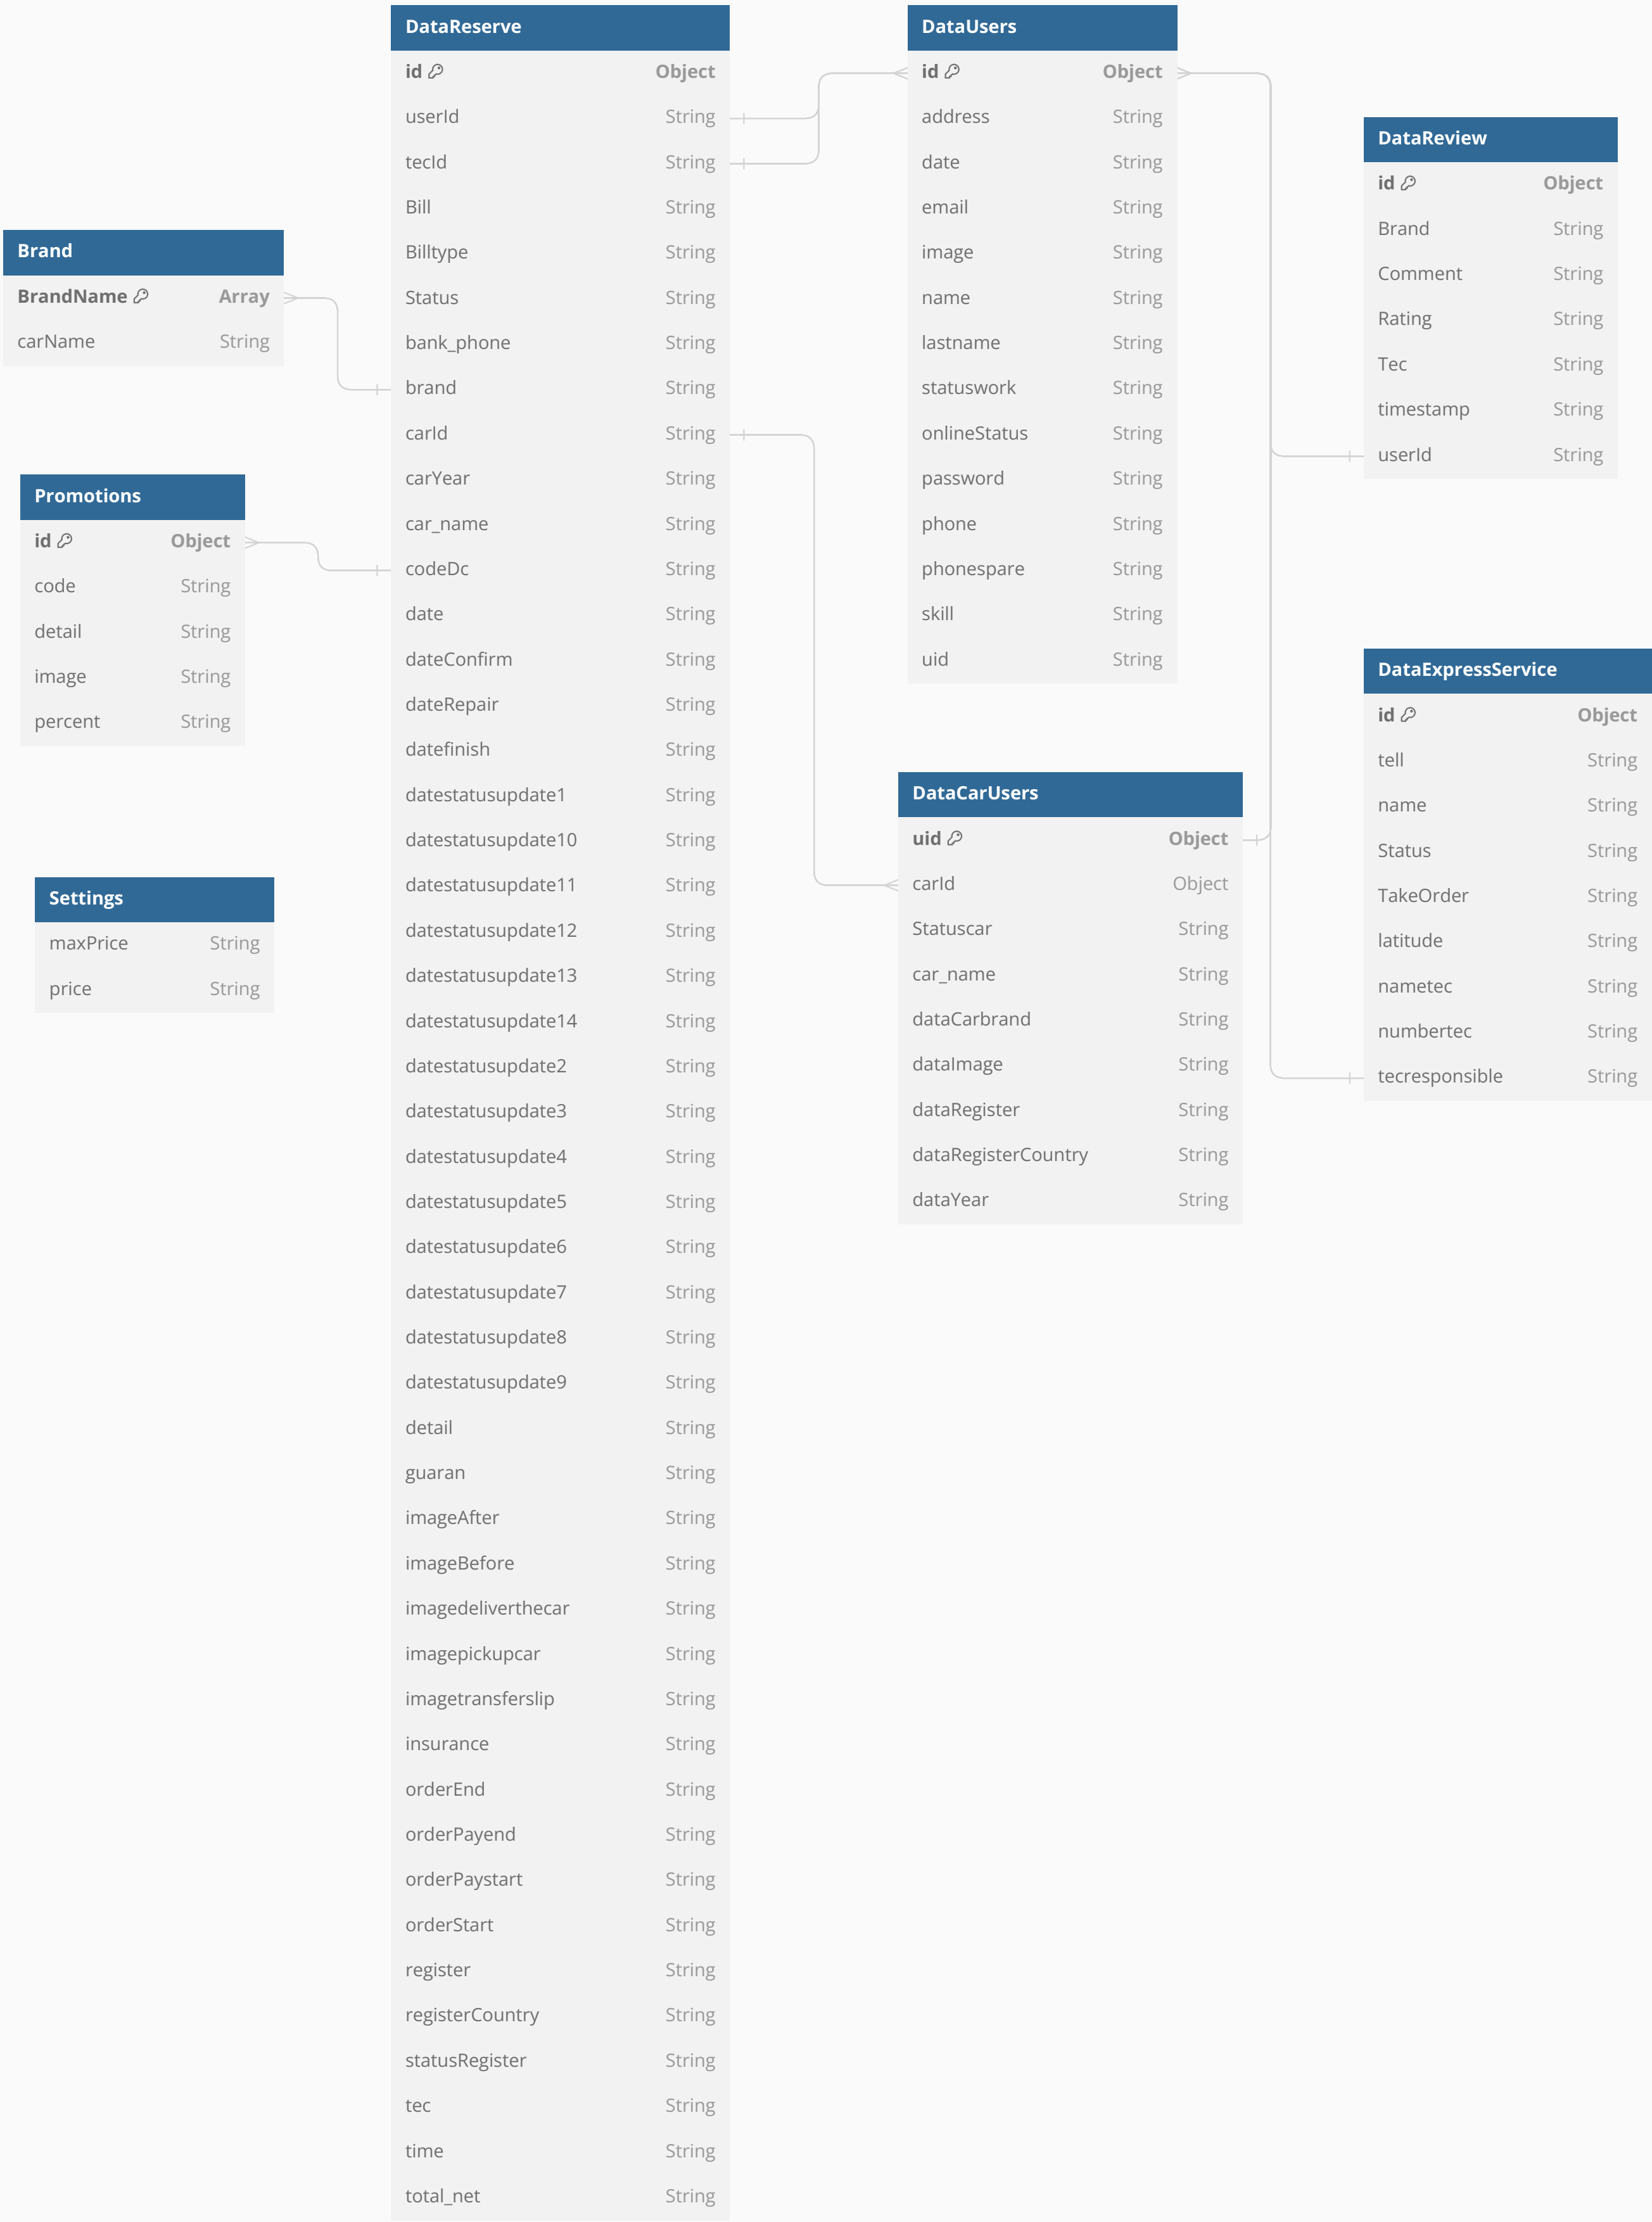 DataReserve
id Object
userId String
tecId String
Bill String
Billtype String
Status String
bank_phone String
brand String
carId String
carYear String
car_name String
codeDc String
date String
dateConfirm String
dateRepair String
datefinish String
datestatusupdate1 String
datestatusupdate10 String
datestatusupdate11 String
datestatusupdate12 String
datestatusupdate13 String
datestatusupdate14 String
datestatusupdate2 String
datestatusupdate3 String
datestatusupdate4 String
datestatusupdate5 String
datestatusupdate6 String
datestatusupdate7 String
datestatusupdate8 String
datestatusupdate9 String
detail String
guaran String
imageAfter String
imageBefore String
imagedeliverthecar String
imagepickupcar String
imagetransferslip String
insurance String
orderEnd String
orderPayend String
orderPaystart String
orderStart String
register String
registerCountry String
statusRegister String
tec String
time String
total_net String
DataUsers
id Object
address String
date String
email String
image String
name String
lastname String
statuswork String
onlineStatus String
password String
phone String
phonespare String
skill String
uid String
DataReview
id Object
Brand String
Comment String
Rating String
Tec String
timestamp String
userId String
Brand
BrandName Array
carName String
Promotions
id Object
code String
detail String
image String
percent String
DataExpressService
id Object
tell String
name String
Status String
TakeOrder String
latitude String
nametec String
numbertec String
tecresponsible String
DataCarUsers
uid Object
carId Object
Statuscar String
car_name String
dataCarbrand String
dataImage String
dataRegister String
dataRegisterCountry String
dataYear String
Settings
maxPrice String
price String